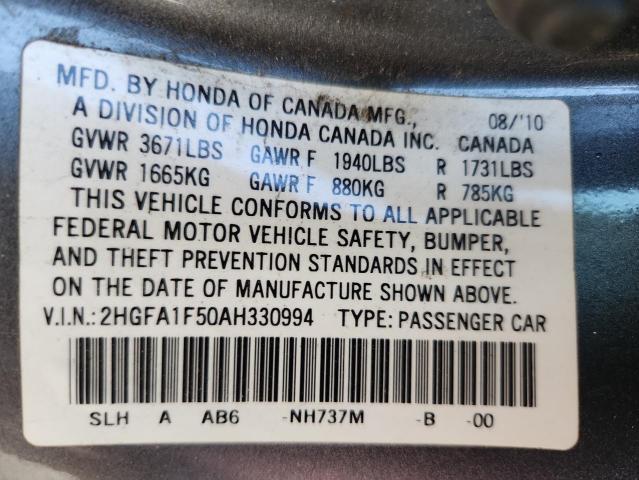 MFD. BY HONDA OF CANADA MFG., 08/'10
A DIVISION OF HONDA CANADA INC. CANADA
GVWR 3671LBS GAWR F 1940LBS R 1731LBS
GVWR 1665KG GAWR F 880KG R 785KG
THIS VEHICLE CONFORMS TO ALL APPLICABLE
FEDERAL MOTOR VEHICLE SAFETY, BUMPER,
AND THEFT PREVENTION STANDARDS IN EFFECT
ON THE DATE OF MANUFACTURE SHOWN ABOVE.
V.I.N.:2HGFA1F50AH330994 TYPE:PASSENGER CAR
SLH A AB6 -NH737M -B -00